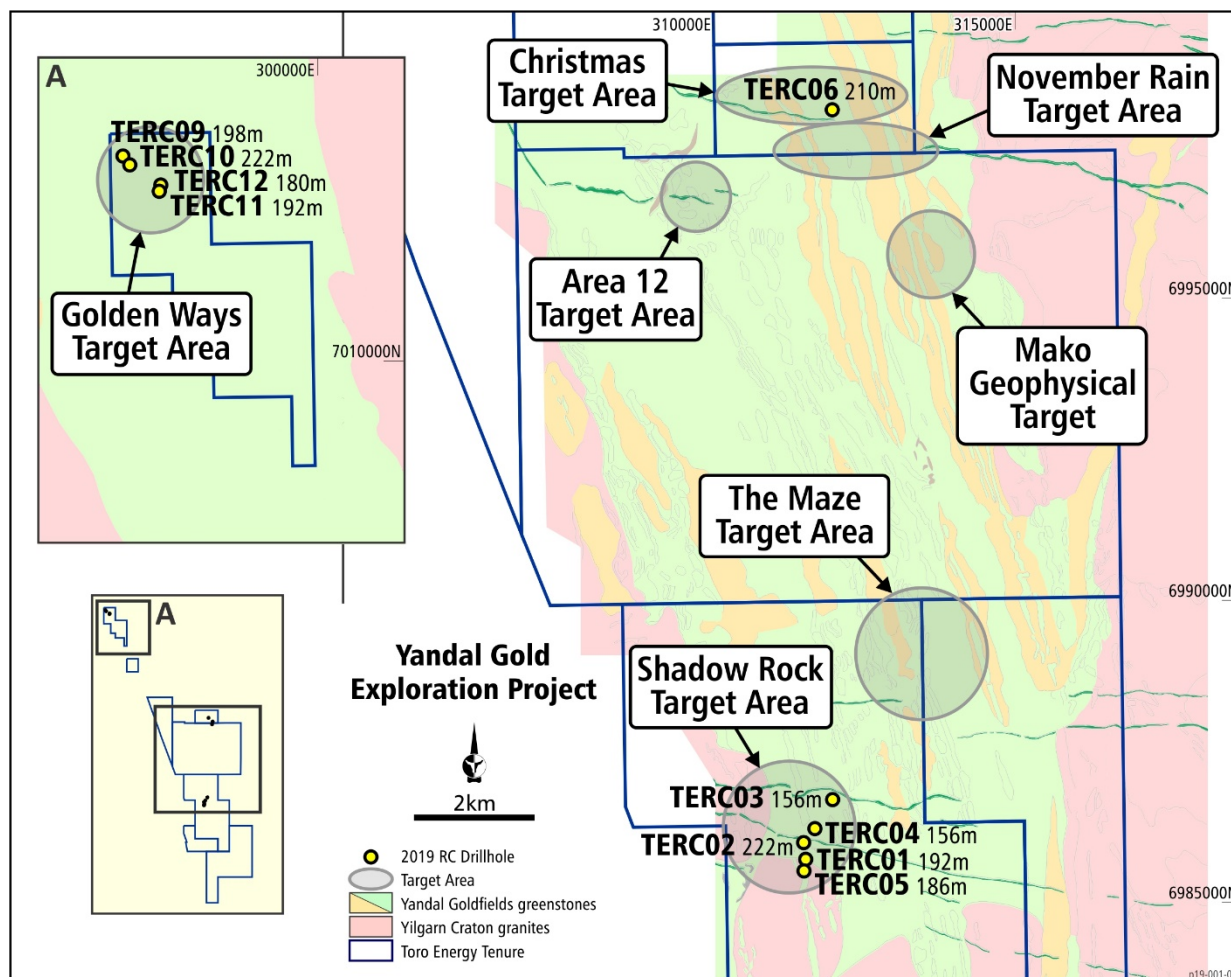 A
300000E
TERC09 198m
TERC10 222m
TERC12 180m
TERC11 192m
Golden Ways
Target Area
7010000N
310000E
315000E
Christmas
Target Area
TERC06 210m
November Rain
Target Area
Area 12
Target Area
6995000N
Mako
Geophysical
Target
The Maze
Target Area
6990000N
A
Yandal Gold
Exploration Project
2km
Shadow Rock
Target Area
TERC03 156m
TERC04 156m
TERC02 222m
TERC01 192m
TERC05 186m
6985000N
2019 RC Drillhole
Target Area
Yandal Goldfields greenstones
Yilgarn Craton granites
Toro Energy Tenure